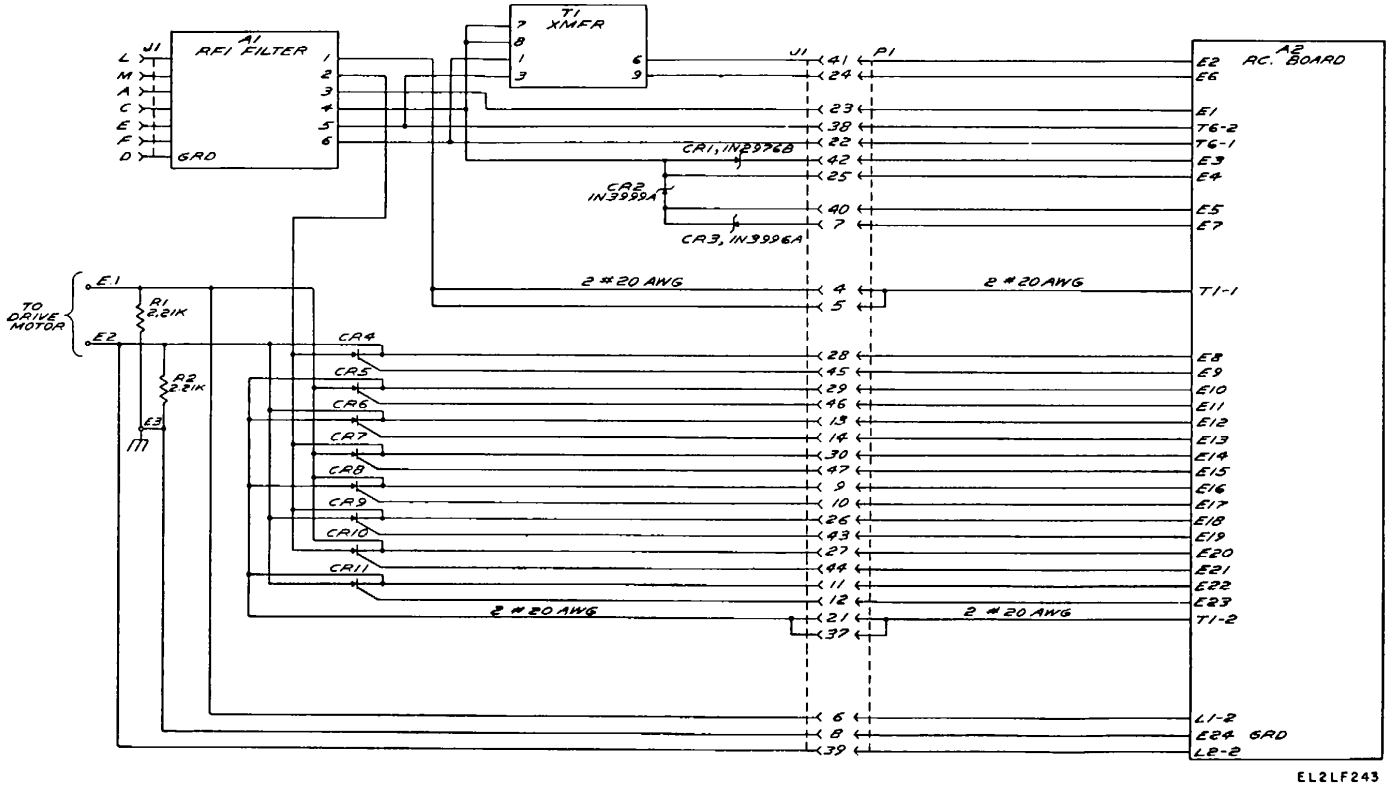 J1
A1
RFI FILTER
L
M
A
C
E
F
D
GRD
1
2
3
4
5
6
T1
XMFR
7
8
1
3
6
9
J1
P1
A2
RC. BOARD
41 E2
24 E6
23 E1
38 T6-2
22 T6-1
CR1, IN2976B
42 E3
25 E4
CR2
IN3999A
40 E5
7 E7
CR3, IN3996A
2 #20 AWG 4 2 #20 AWG T1-1
5
TO
DRIVE
MOTOR
E1
R1
2.21K
E2
R2
2.21K
E3
CR4
28 E8
45 E9
CR5
29 E10
46 E11
CR6
13 E12
14 E13
CR7
30 E14
47 E15
CR8
9 E16
10 E17
CR9
26 E18
43 E19
CR10
27 E20
44 E21
CR11
11 E22
12 E23
2 #20 AWG 21 2 #20 AWG T1-2
37
6 L1-2
8 E24 GRD
39 L2-2
EL2LF243